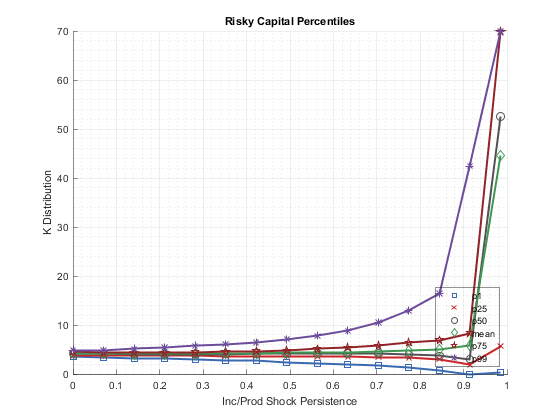 Risky Capital Percentiles
70
60
50
40
30
20
10
0
K Distribution
p1
p25
p50
mean
p75
p99
0
0.1
0.2
0.3
0.4
0.5
0.6
0.7
0.8
0.9
1
Inc/Prod Shock Persistence